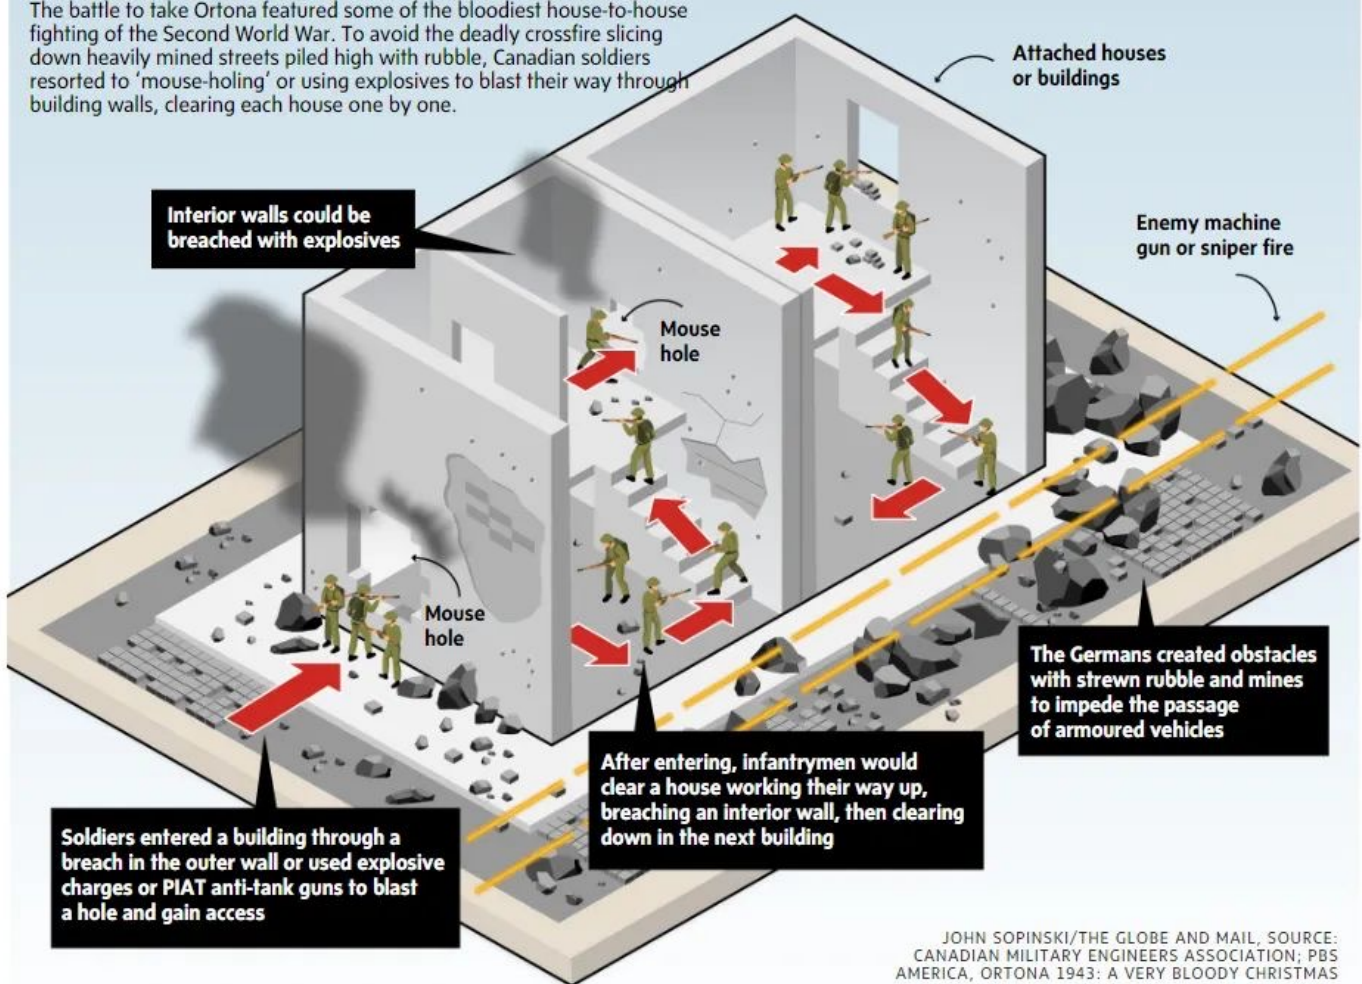 The battle to take Ortona featured some of the bloodiest house-to-house
fighting of the Second World War. To avoid the deadly crossfire slicing
down heavily mined streets piled high with rubble, Canadian soldiers
resorted to ‘mouse-holing’ or using explosives to blast their way through
building walls, clearing each house one by one.
Attached houses
or buildings
Interior walls could be
breached with explosives
Enemy machine
gun or sniper fire
Mouse
hole
Mouse
hole
The Germans created obstacles
with strewn rubble and mines
to impede the passage
of armoured vehicles
After entering, infantrymen would
clear a house working their way up,
breaching an interior wall, then clearing
down in the next building
Soldiers entered a building through a
breach in the outer wall or used explosive
charges or PIAT anti-tank guns to blast
a hole and gain access
JOHN SOPINSKI/THE GLOBE AND MAIL, SOURCE:
CANADIAN MILITARY ENGINEERS ASSOCIATION; PBS
AMERICA, ORTONA 1943: A VERY BLOODY CHRISTMAS